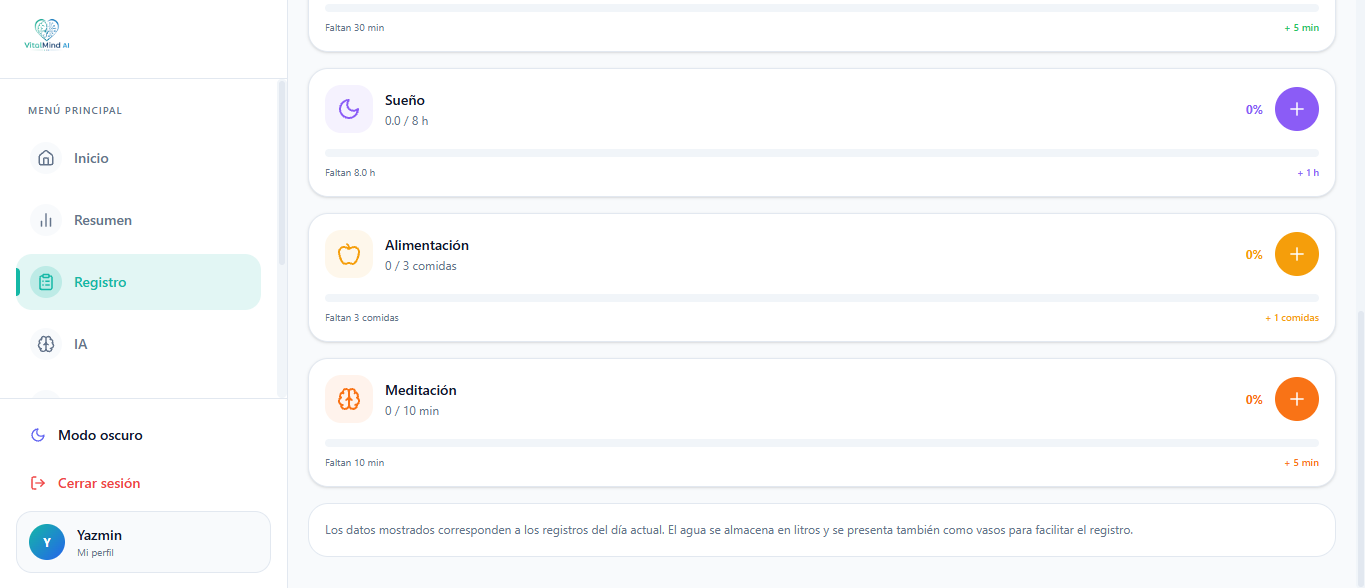 VitalMind AI
MENÚ PRINCIPAL
Inicio
Resumen
Registro
IA
Modo oscuro
Cerrar sesión
Y
Yazmin
Mi perfil
Faltan 30 min
+ 5 min
Sueño
0.0 / 8 h
0%
Faltan 8.0 h
+ 1 h
Alimentación
0 / 3 comidas
0%
Faltan 3 comidas
+ 1 comidas
Meditación
0 / 10 min
0%
Faltan 10 min
+ 5 min
Los datos mostrados corresponden a los registros del día actual. El agua se almacena en litros y se presenta también como vasos para facilitar el registro.